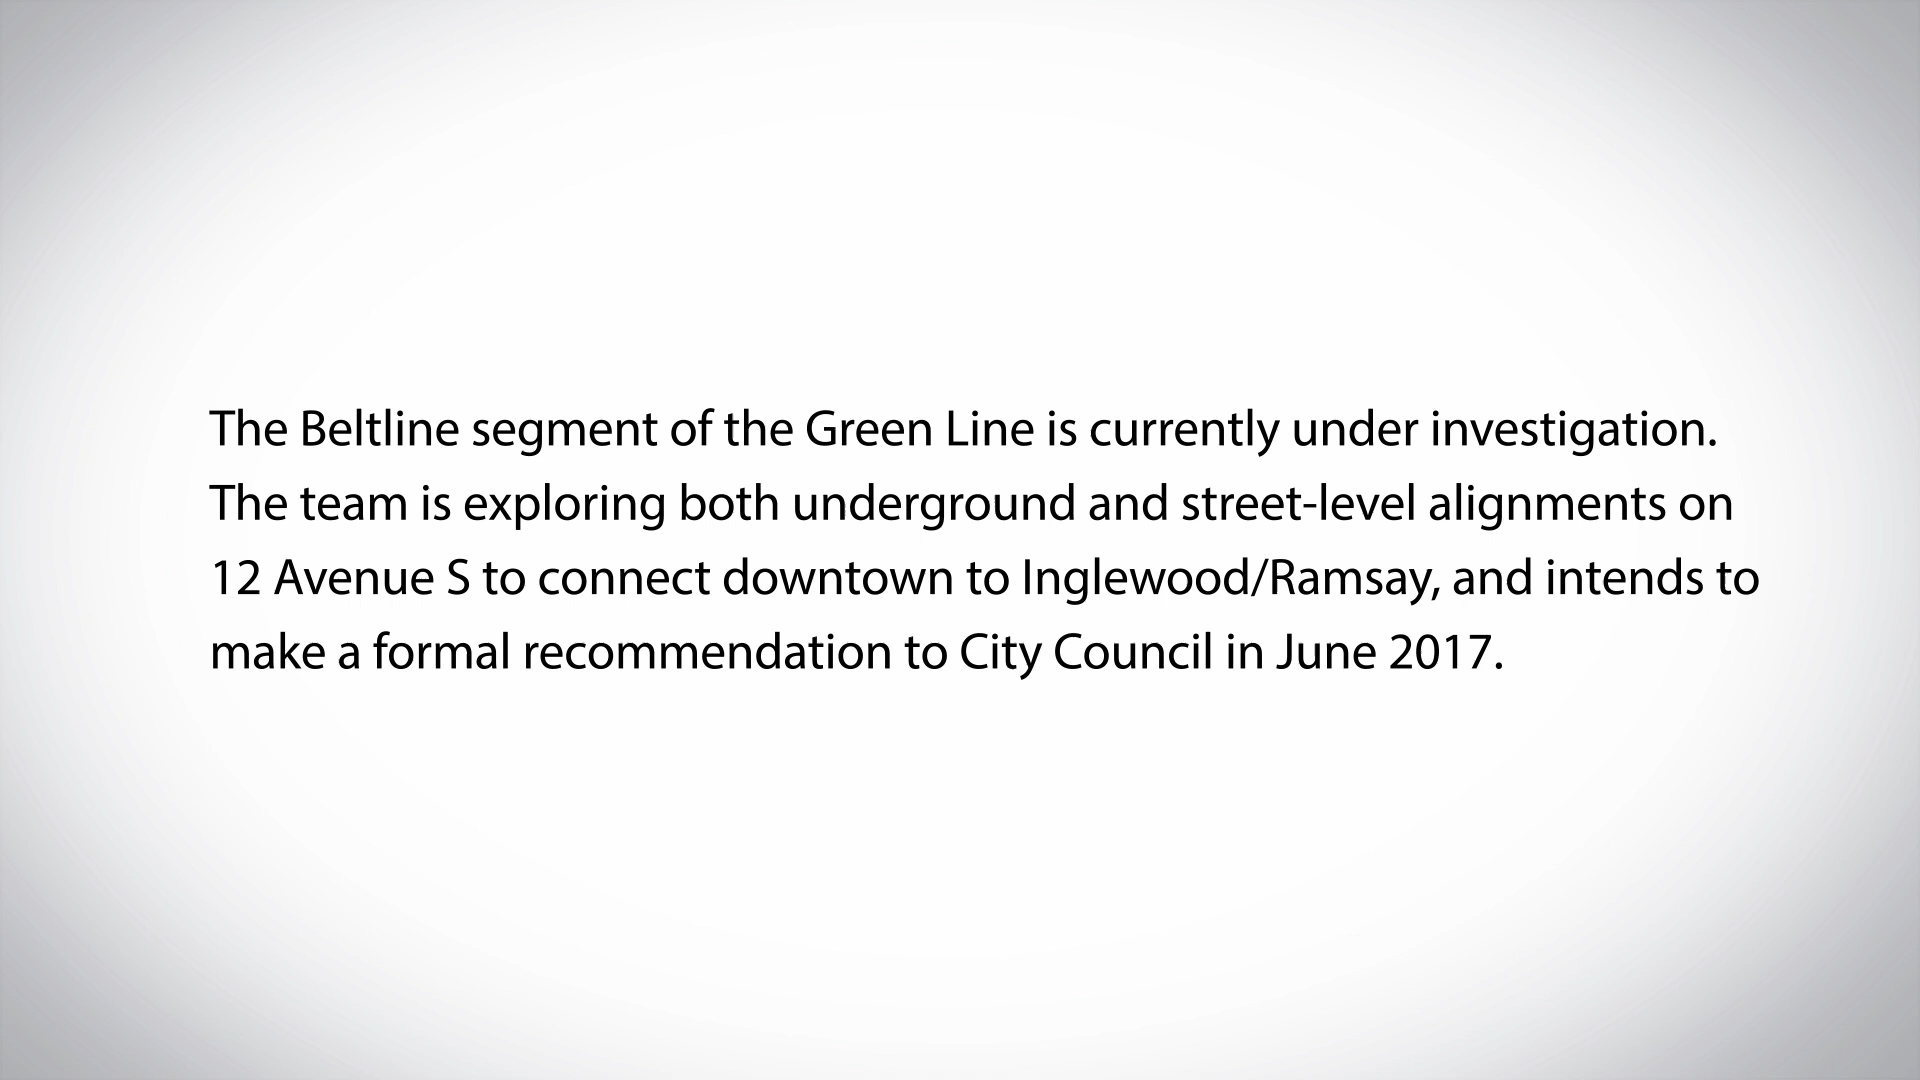 The Beltline segment of the Green Line is currently under investigation.
The team is exploring both underground and street-level alignments on
12 Avenue S to connect downtown to Inglewood/Ramsay, and intends to
make a formal recommendation to City Council in June 2017.